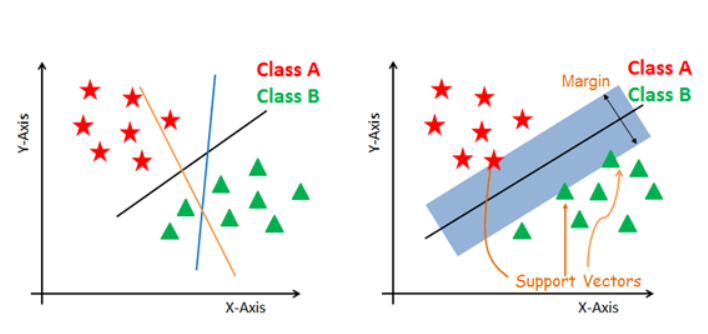 Class A
Class B
Y-Axis
X-Axis
Margin
Class A
Class B
Y-Axis
Support Vectors
X-Axis